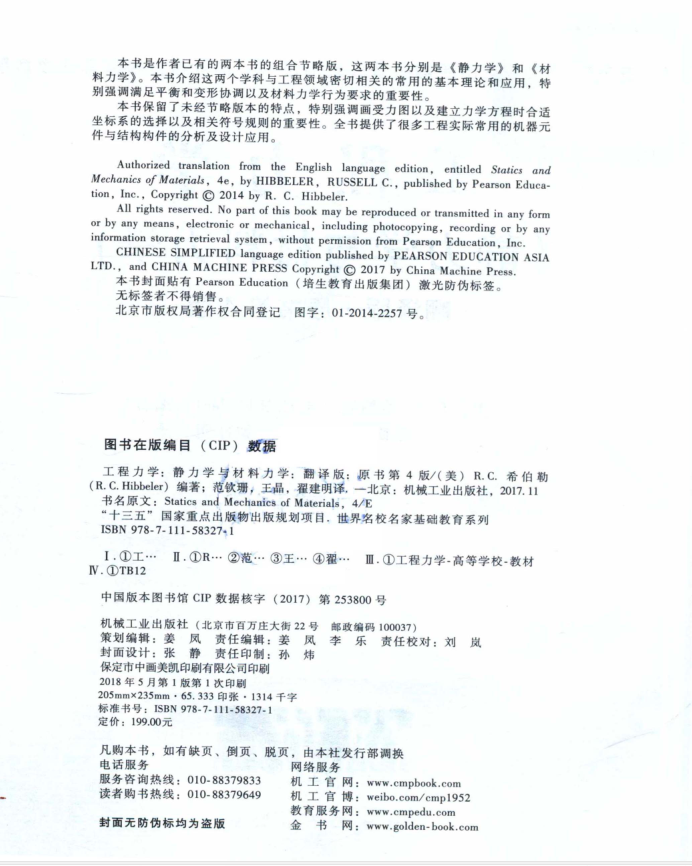 本书是作者已有的两本书的组合节略版，这两本书分别是《静力学》和《材
料力学》。本书介绍这两个学科与工程领域密切相关的常用的基本理论和应用，特
别强调满足平衡和变形协调以及材料力学行为要求的重要性。
本书保留了未经节略版本的特点，特别强调画受力图以及建立力学方程时合适
坐标系的选择以及相关符号规则的重要性。全书提供了很多工程实际常用的机器元
件与结构构件的分析及设计应用。
Authorized translation from the English language edition, entitled Statics and
Mechanics of Materials, 4e, by HIBBELER, RUSSELL C., published by Pearson Educa-
tion, Inc., Copyright © 2014 by R. C. Hibbeler.
All rights reserved. No part of this book may be reproduced or transmitted in any form
or by any means, electronic or mechanical, including photocopying, recording or by any
information storage retrieval system, without permission from Pearson Education, Inc.
CHINESE SIMPLIFIED language edition published by PEARSON EDUCATION ASIA
LTD., and CHINA MACHINE PRESS Copyright © 2017 by China Machine Press.
本书封面贴有 Pearson Education（培生教育出版集团）激光防伪标签。
无标签者不得销售。
北京市版权局著作权合同登记 图字：01-2014-2257 号。
图书在版编目（CIP）数据
工程力学：静力学与材料力学：翻译版：原书第 4 版/（美）R.C. 希伯勒
(R.C.Hibbeler) 编著；范钦珊，王晶，翟建明译. —北京：机械工业出版社，2017.11
书名原文：Statics and Mechanics of Materials, 4/E
“十三五”国家重点出版物出版规划项目. 世界名校名家基础教育系列
ISBN 978-7-111-58327-1
Ⅰ.①工… Ⅱ.①R… ②范… ③王… ④翟… Ⅲ.①工程力学-高等学校-教材
Ⅳ.①TB12
中国版本图书馆 CIP 数据核字（2017）第 253800 号
机械工业出版社（北京市百万庄大街 22 号 邮政编码 100037）
策划编辑：姜 凤 责任编辑：姜 凤 李 乐 责任校对：刘 岚
封面设计：张 静 责任印制：孙 炜
保定市中画美凯印刷有限公司印刷
2018 年 5 月第 1 版第 1 次印刷
205mm×235mm·65.333 印张·1314 千字
标准书号：ISBN 978-7-111-58327-1
定价：199.00元
凡购本书，如有缺页、倒页、脱页，由本社发行部调换
电话服务 网络服务
服务咨询热线：010-88379833 机 工 官 网：www.cmpbook.com
读者购书热线：010-88379649 机 工 官 博：weibo.com/cmp1952
教育服务网：www.cmpedu.com
封面无防伪标均为盗版 金 书 网：www.golden-book.com